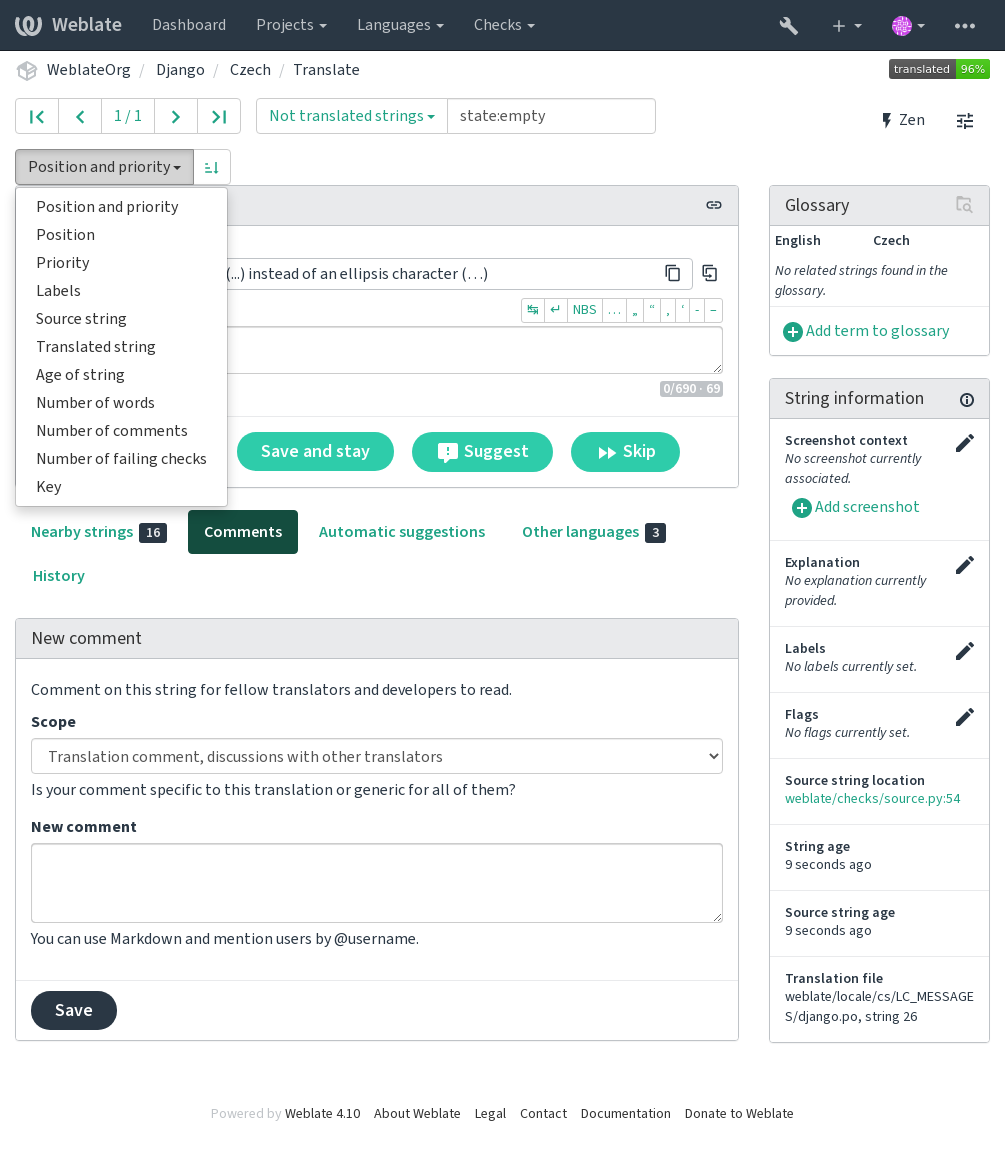 Weblate Dashboard Projects Languages Checks
WeblateOrg / Django / Czech / Translate
translated 96%
1 / 1
Not translated strings state:empty
Zen
Position and priority
Position and priority
Position
Priority
Labels
Source string
Translated string
Age of string
Number of words
Number of comments
Number of failing checks
Key
(...) instead of an ellipsis character (…)
↹ ↵ NBS … „ “ ‚ ‘ - –
0/690 · 69
Save and stay Suggest Skip
Nearby strings 16 Comments Automatic suggestions Other languages 3
History
New comment
Comment on this string for fellow translators and developers to read.
Scope
Translation comment, discussions with other translators
Is your comment specific to this translation or generic for all of them?
New comment
You can use Markdown and mention users by @username.
Save
Glossary
English Czech
No related strings found in the
glossary.
Add term to glossary
String information
Screenshot context
No screenshot currently
associated.
Add screenshot
Explanation
No explanation currently
provided.
Labels
No labels currently set.
Flags
No flags currently set.
Source string location
weblate/checks/source.py:54
String age
9 seconds ago
Source string age
9 seconds ago
Translation file
weblate/locale/cs/LC_MESSAGE
S/django.po, string 26
Powered by Weblate 4.10 About Weblate Legal Contact Documentation Donate to Weblate